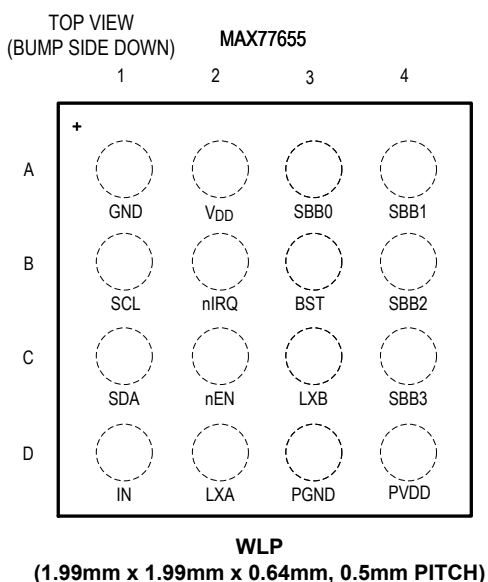 TOP VIEW
(BUMP SIDE DOWN)
MAX77655
1 2 3 4
+
A
GND VDD SBB0 SBB1
B
SCL nIRQ BST SBB2
C
SDA nEN LXB SBB3
D
IN LXA PGND PVDD
WLP
(1.99mm x 1.99mm x 0.64mm, 0.5mm PITCH)